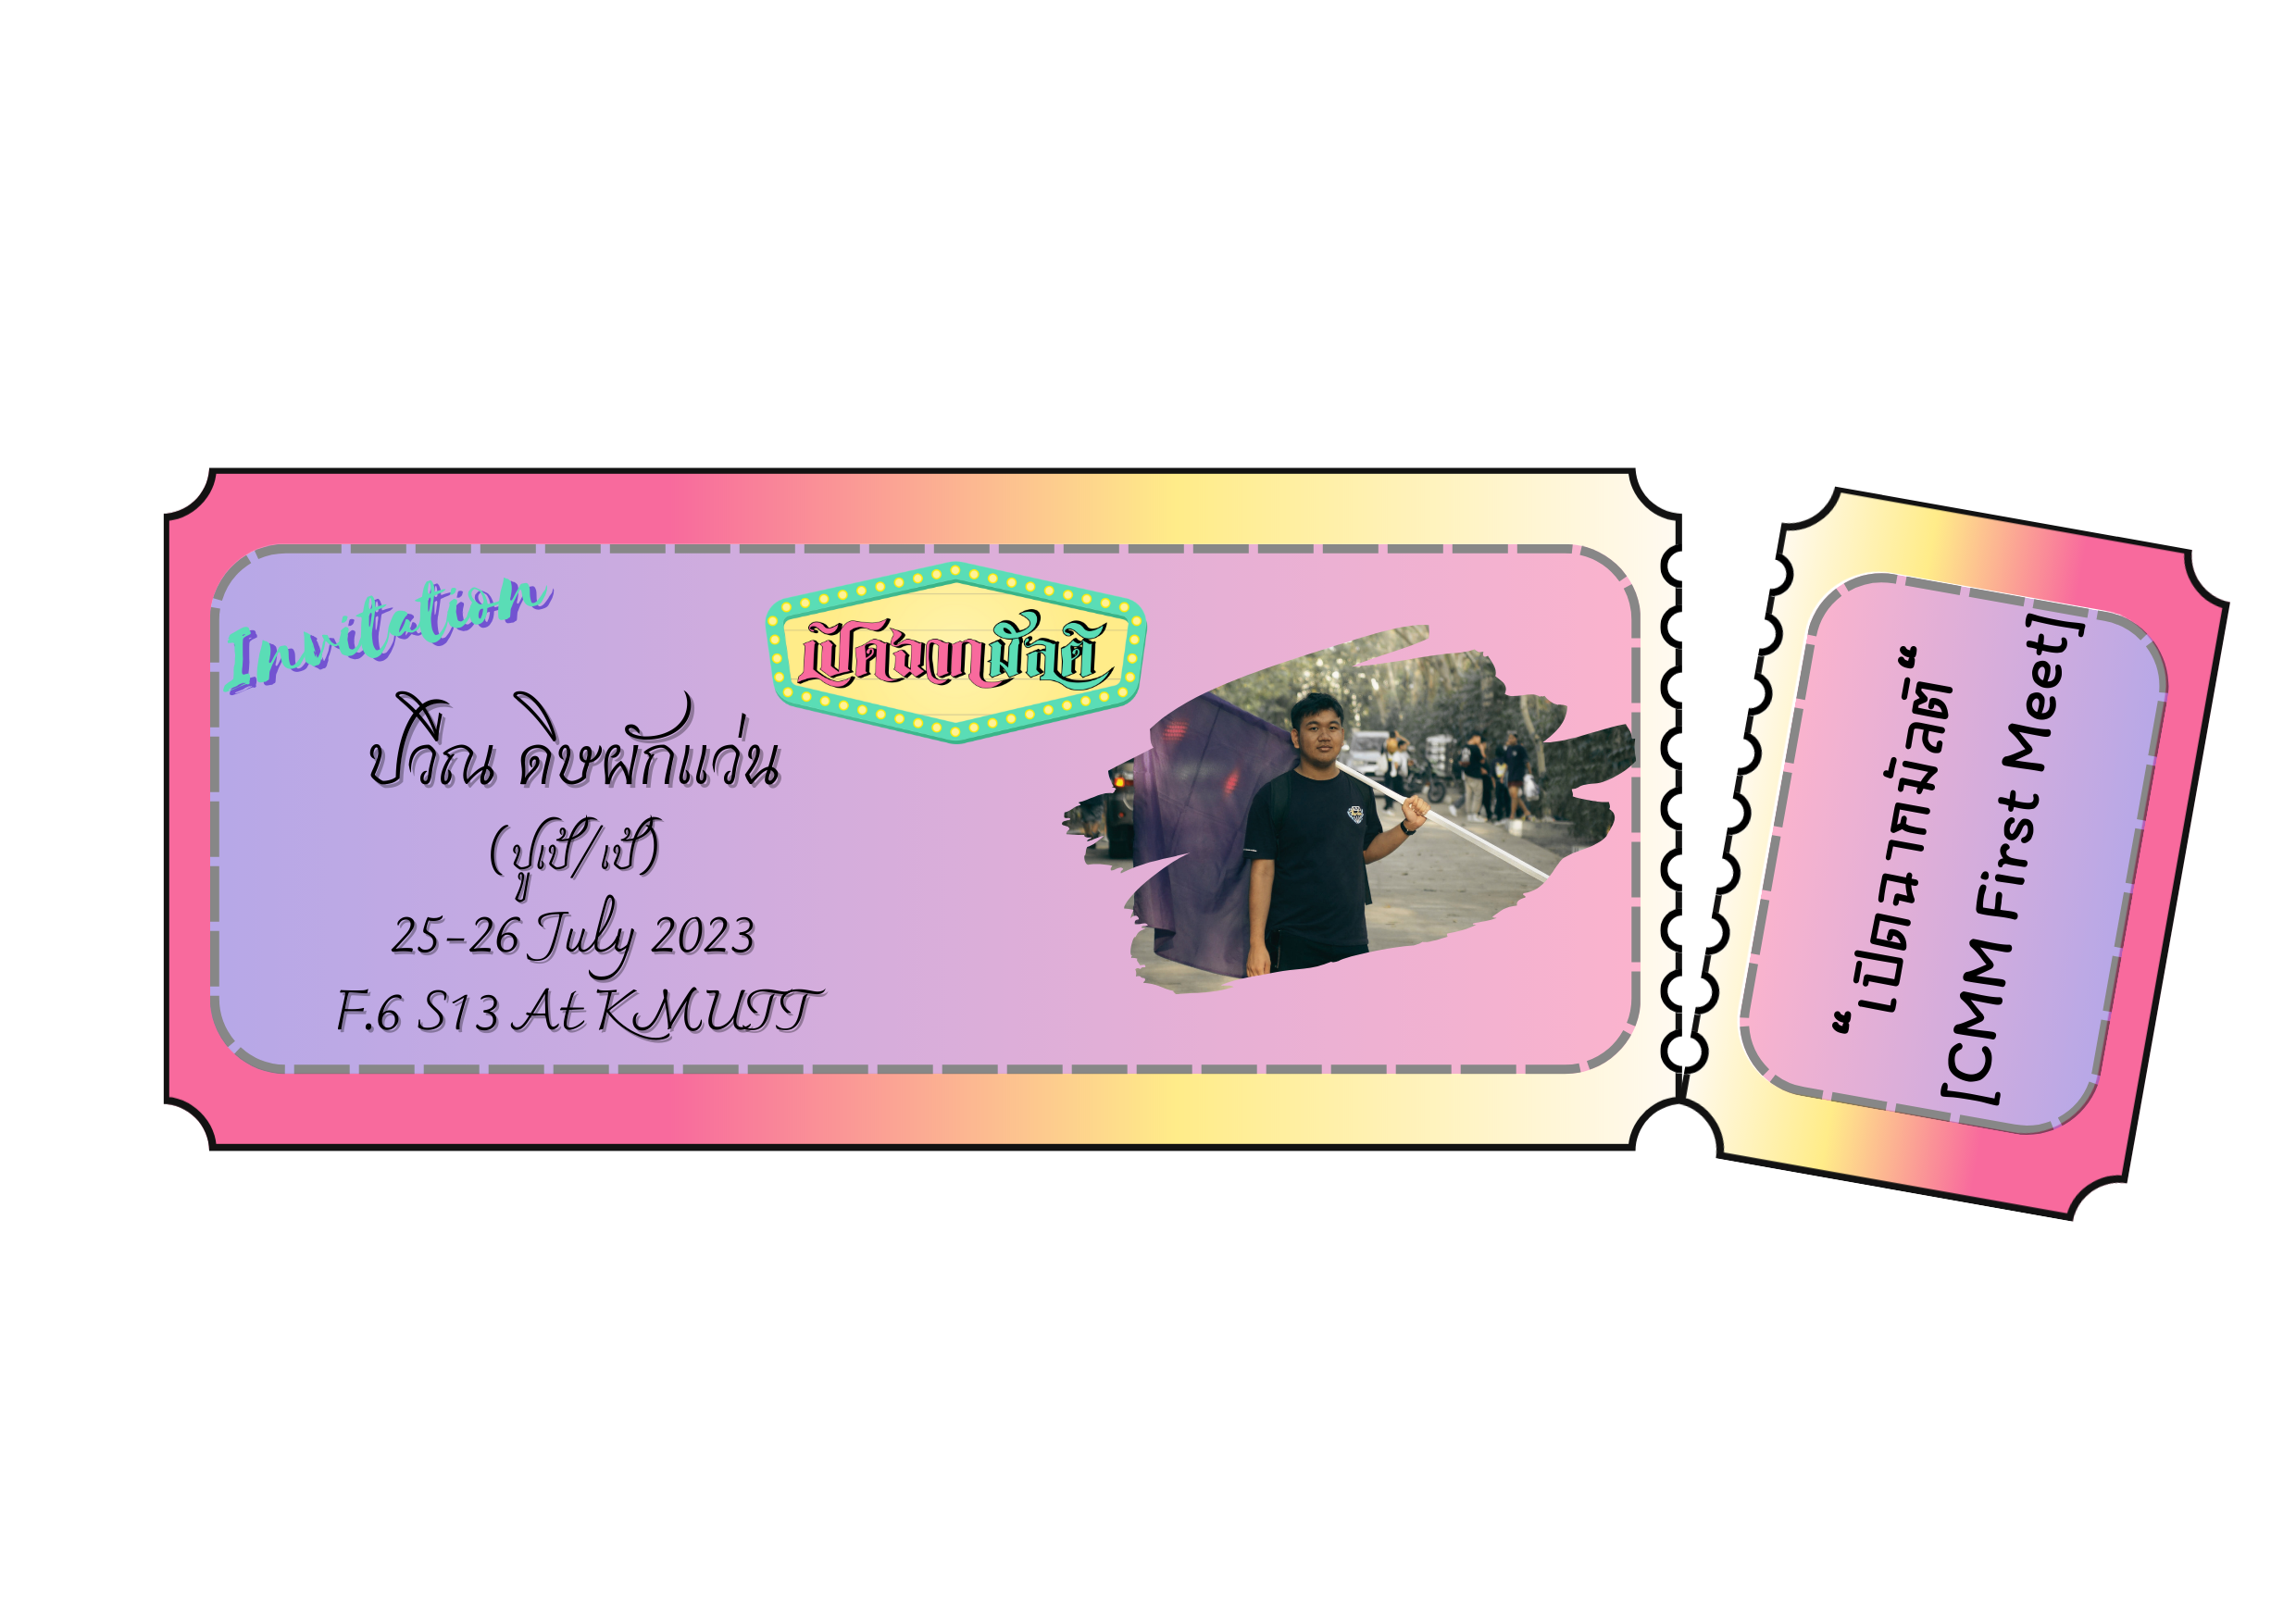 Invitation
เปิดฉากมัลติ
ปวีณ ดิษผักแว่น
(ปูเป้/เป้)
25-26 July 2023
F.6 S13 At KMUTT
“เปิดฉากมัลติ“
[CMM First Meet]